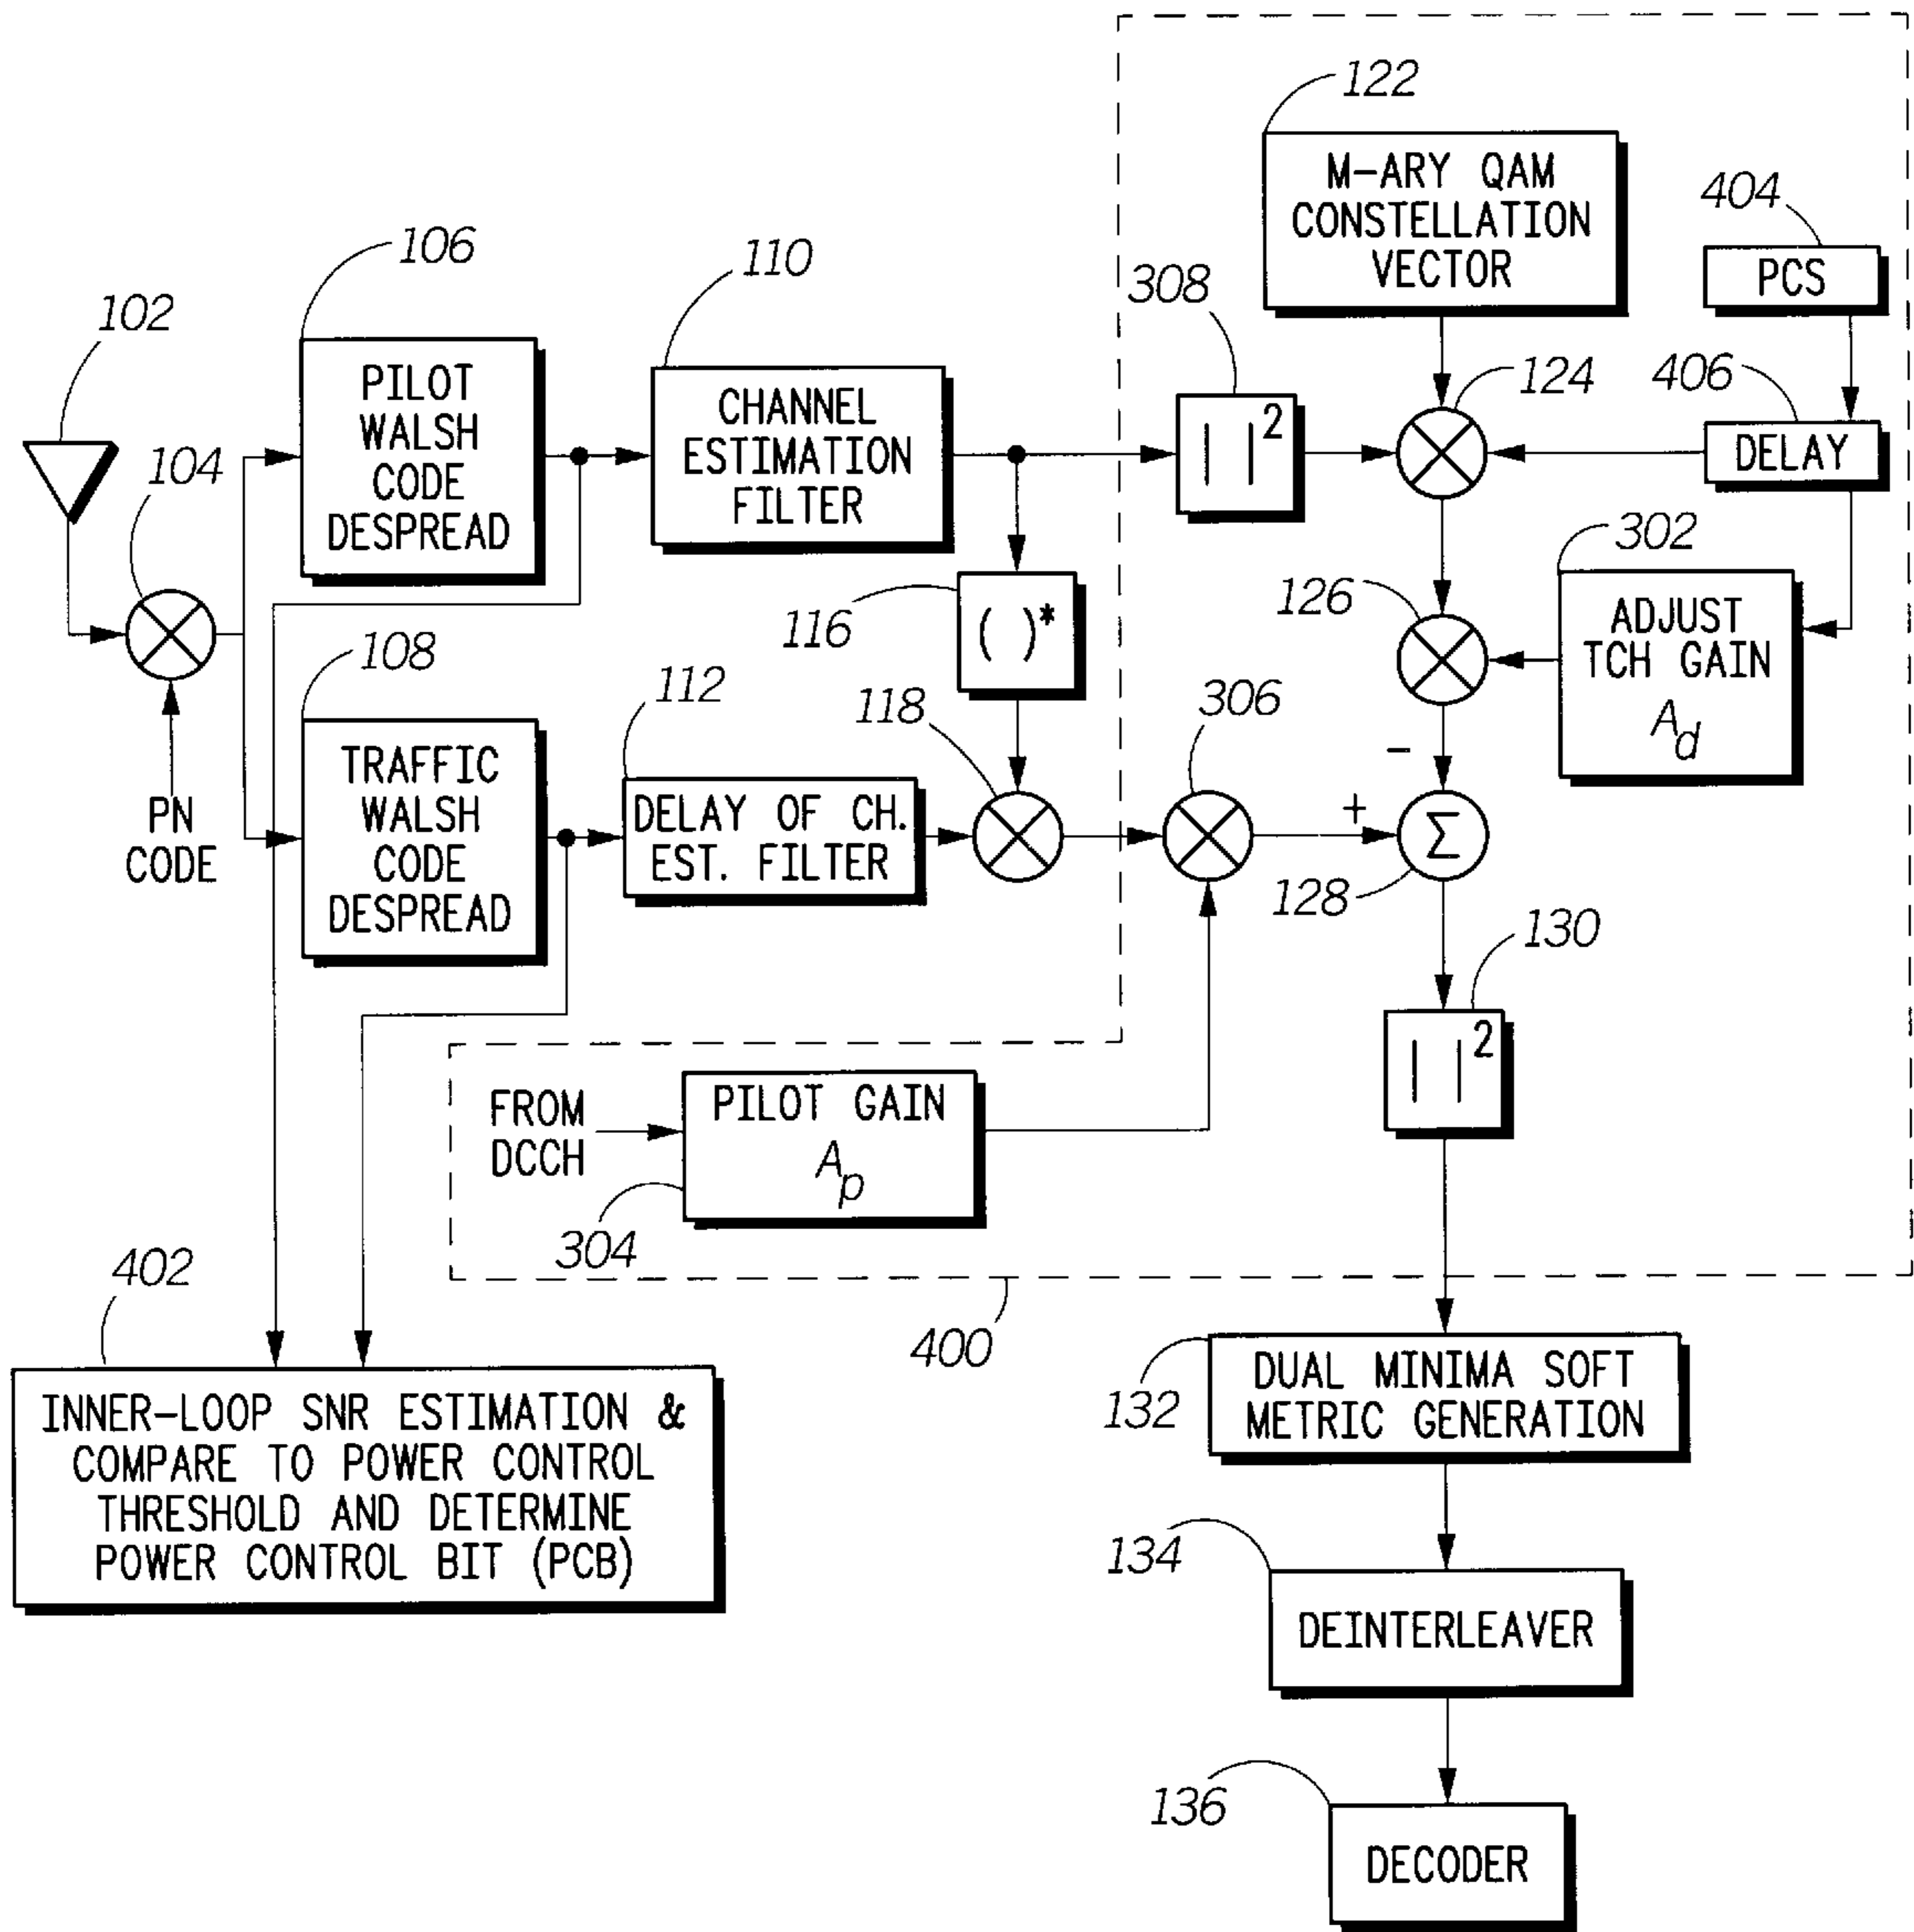 122
M-ARY QAM
CONSTELLATION
VECTOR
404
PCS
106
110
308
102
PILOT
WALSH
CODE
DESPREAD
CHANNEL
ESTIMATION
FILTER
| |2
124
406
DELAY
104
302
126
ADJUST
TCH GAIN
Ad
116
( )*
108
112
118
306
PN
CODE
TRAFFIC
WALSH
CODE
DESPREAD
DELAY OF CH.
EST. FILTER
-
+
Σ
128
130
| |2
FROM
DCCH
PILOT GAIN
Ap
304
402
400
INNER-LOOP SNR ESTIMATION &
COMPARE TO POWER CONTROL
THRESHOLD AND DETERMINE
POWER CONTROL BIT (PCB)
132
DUAL MINIMA SOFT
METRIC GENERATION
134
DEINTERLEAVER
136
DECODER